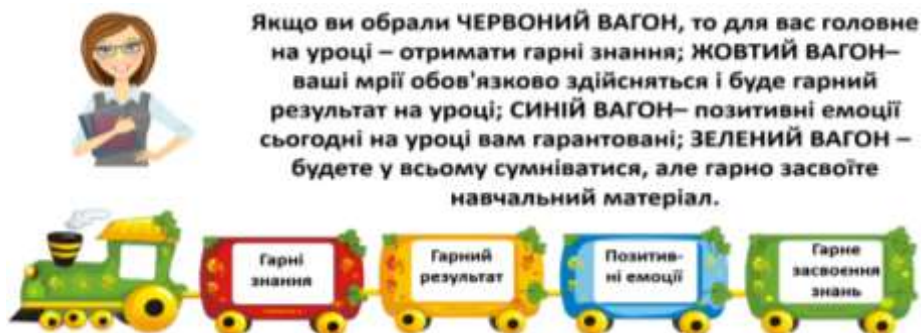 Якщо ви обрали ЧЕРВОНИЙ ВАГОН, то для вас головне
на уроці – отримати гарні знання; ЖОВТИЙ ВАГОН–
ваші мрії обов'язково здійсняться і буде гарний
результат на уроці; СИНІЙ ВАГОН– позитивні емоції
сьогодні на уроці вам гарантовані; ЗЕЛЕНИЙ ВАГОН –
будете у всьому сумніватися, але гарно засвоїте
навчальний матеріал.
Гарні
знання
Гарний
результат
Позитив-
ні емоції
Гарне
засвоення
знань